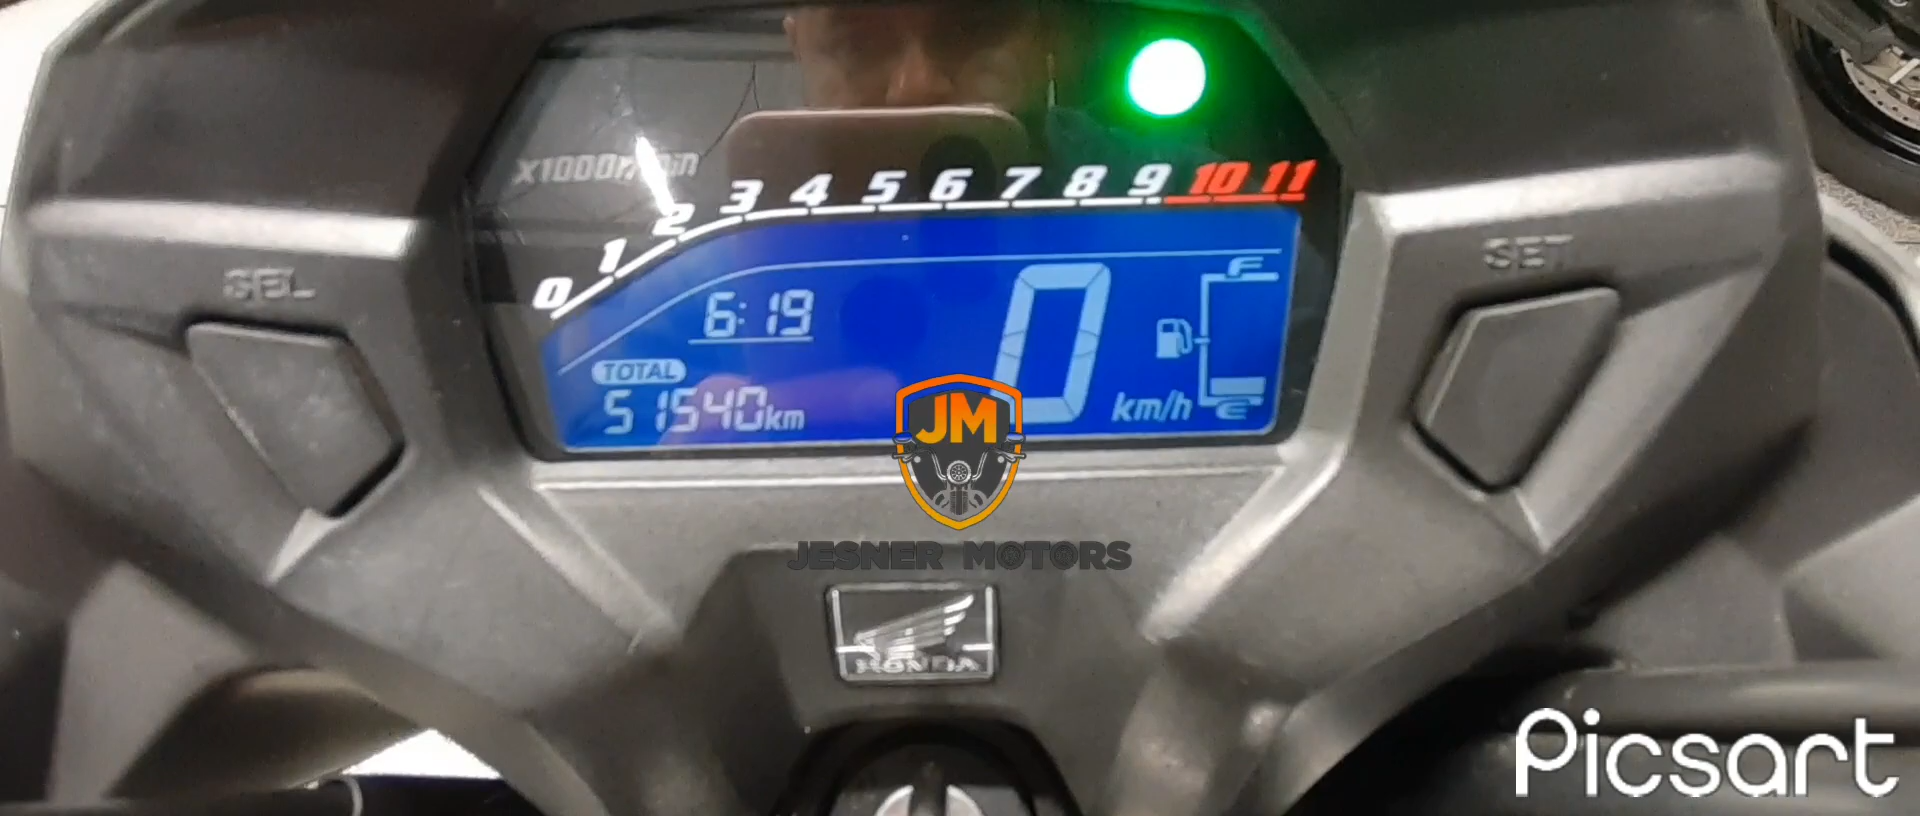 x1000r/min
0 1 2 3 4 5 6 7 8 9 10 11
SEL
SET
F
6:19
0
TOTAL
51540km
km/h
E
JM
JESNER MOTORS
HONDA
Picsart